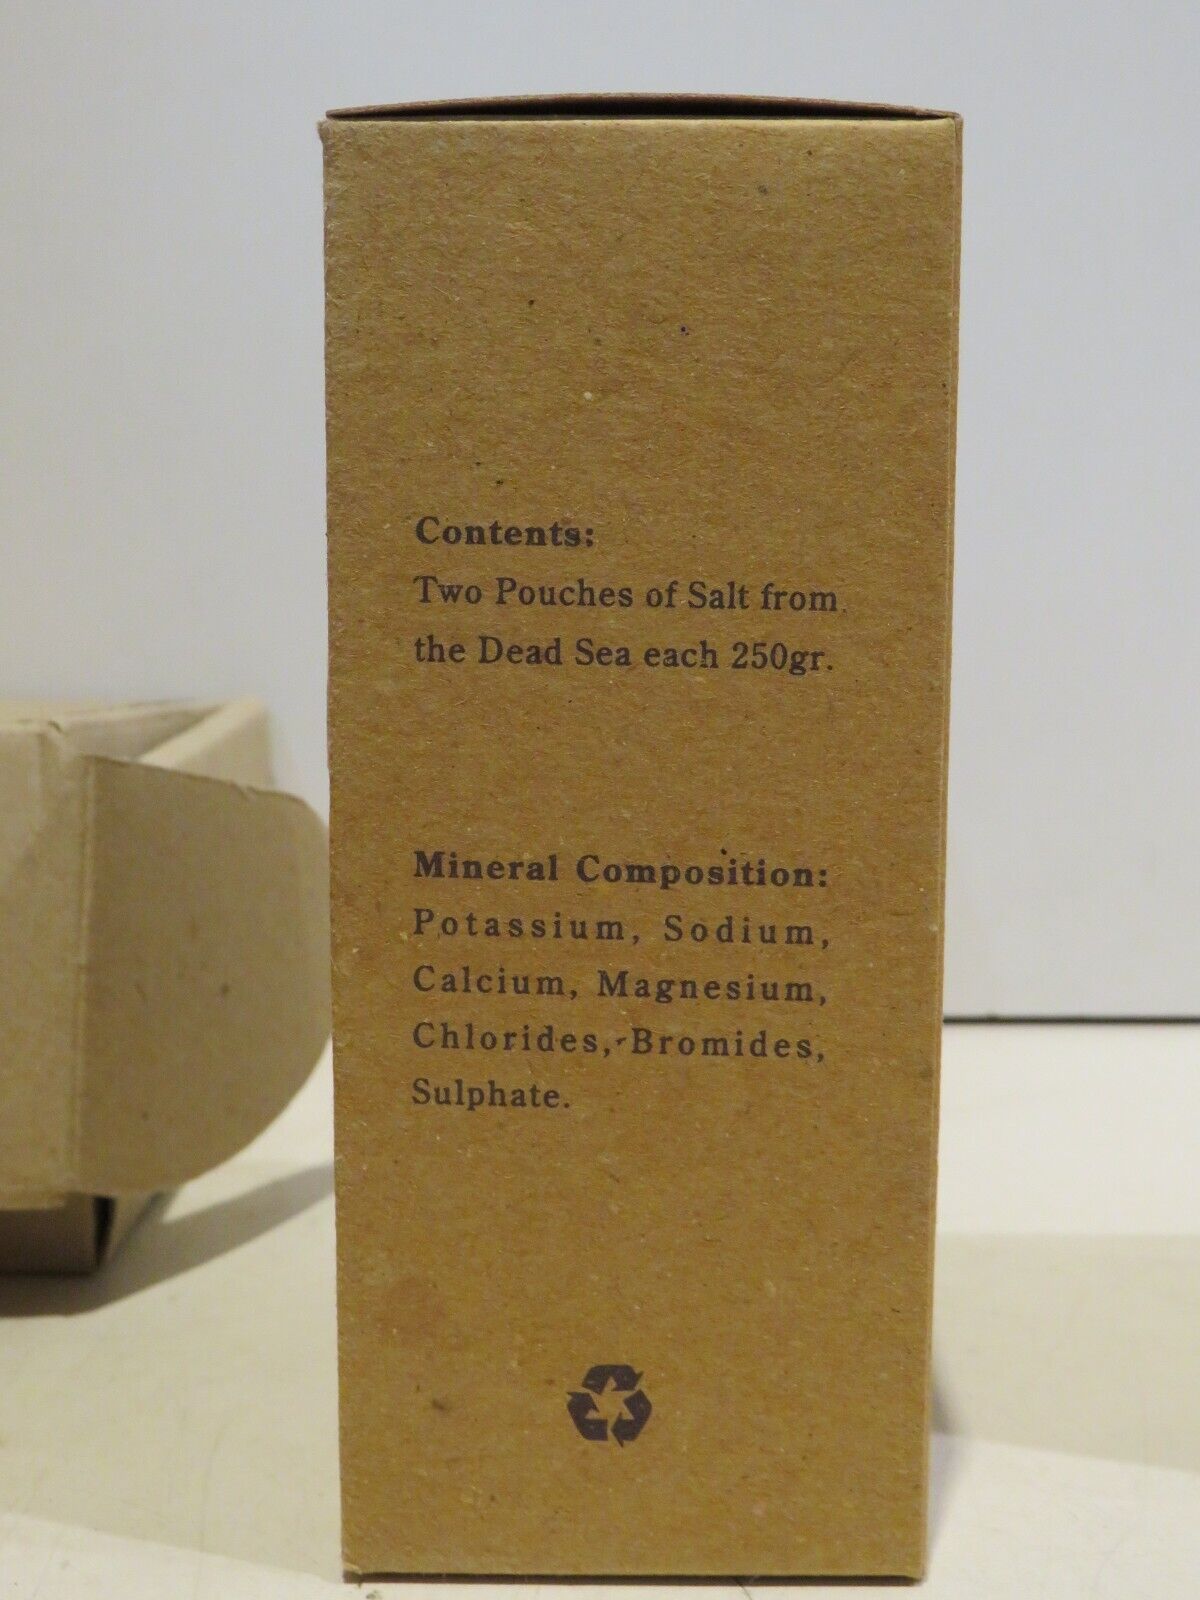 Contents:
Two Pouches of Salt from
the Dead Sea each 250gr.
Mineral Composition:
Potassium, Sodium,
Calcium, Magnesium,
Chlorides, Bromides,
Sulphate.